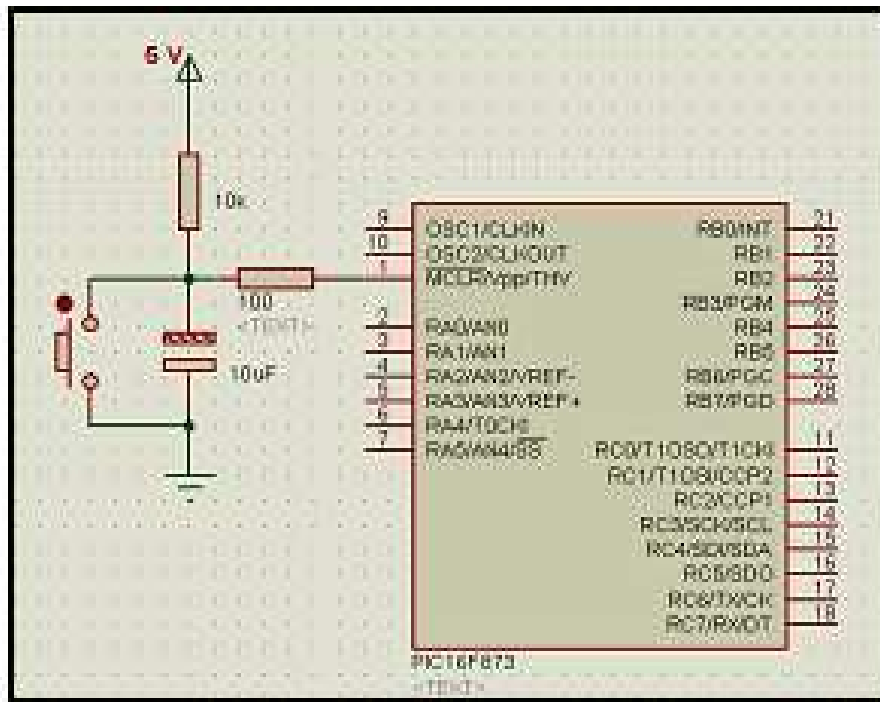 5 V
10k
100
<TEXT>
10uF
9 OSC1/CLKIN
10 OSC2/CLKOUT
1 MCLR/Vpp/THV
2 RA0/AN0
3 RA1/AN1
4 RA2/AN2/VREF-
5 RA3/AN3/VREF+
6 RA4/T0CKI
7 RA5/AN4/SS
RB0/INT 21
RB1 22
RB2 23
RB3/PGM 24
RB4 25
RB5 26
RB6/PGC 27
RB7/PGD 28
RC0/T1OSO/T1CKI 11
RC1/T1OSI/CCP2 12
RC2/CCP1 13
RC3/SCK/SCL 14
RC4/SDI/SDA 15
RC5/SDO 16
RC6/TX/CK 17
RC7/RX/DT 18
PIC16F873
<TEXT>